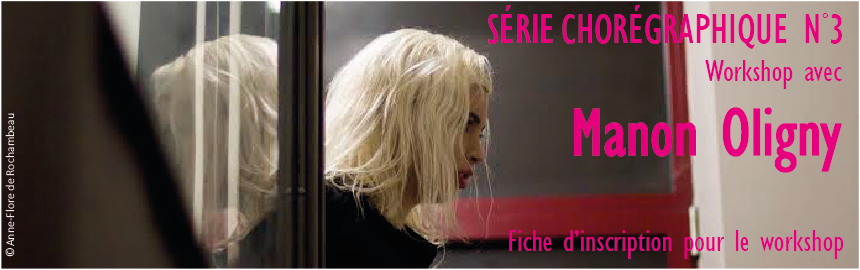 SÉRIE CHORÉGRAPHIQUE N°3
Workshop avec
Manon Oligny
Fiche d'inscription pour le workshop
© Anne-Flore de Rochambeau